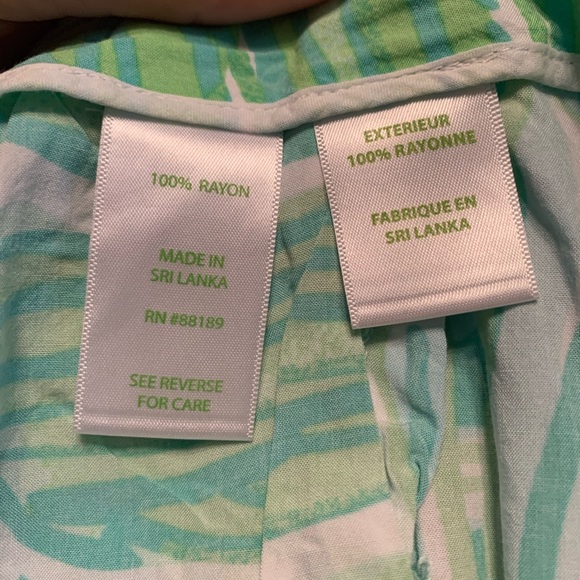 100% RAYON
MADE IN
SRI LANKA
RN #88189
SEE REVERSE
FOR CARE
EXTERIEUR
100% RAYONNE
FABRIQUE EN
SRI LANKA